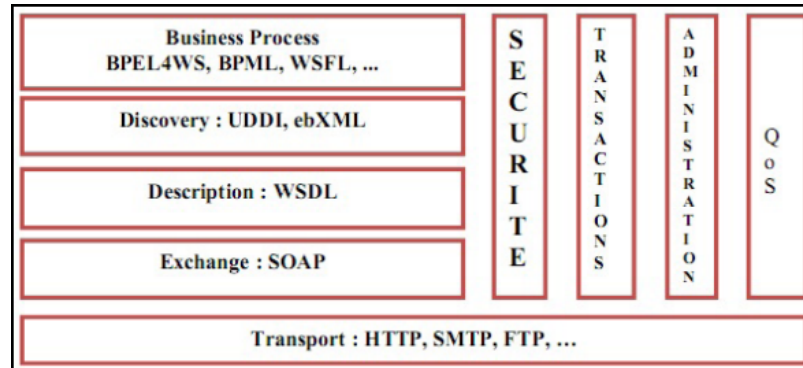 Business Process
BPEL4WS, BPML, WSFL, ...
Discovery : UDDI, ebXML
Description : WSDL
Exchange : SOAP
SECURITE
TRANSACTIONS
ADMINISTRATION
QoS
Transport : HTTP, SMTP, FTP, …